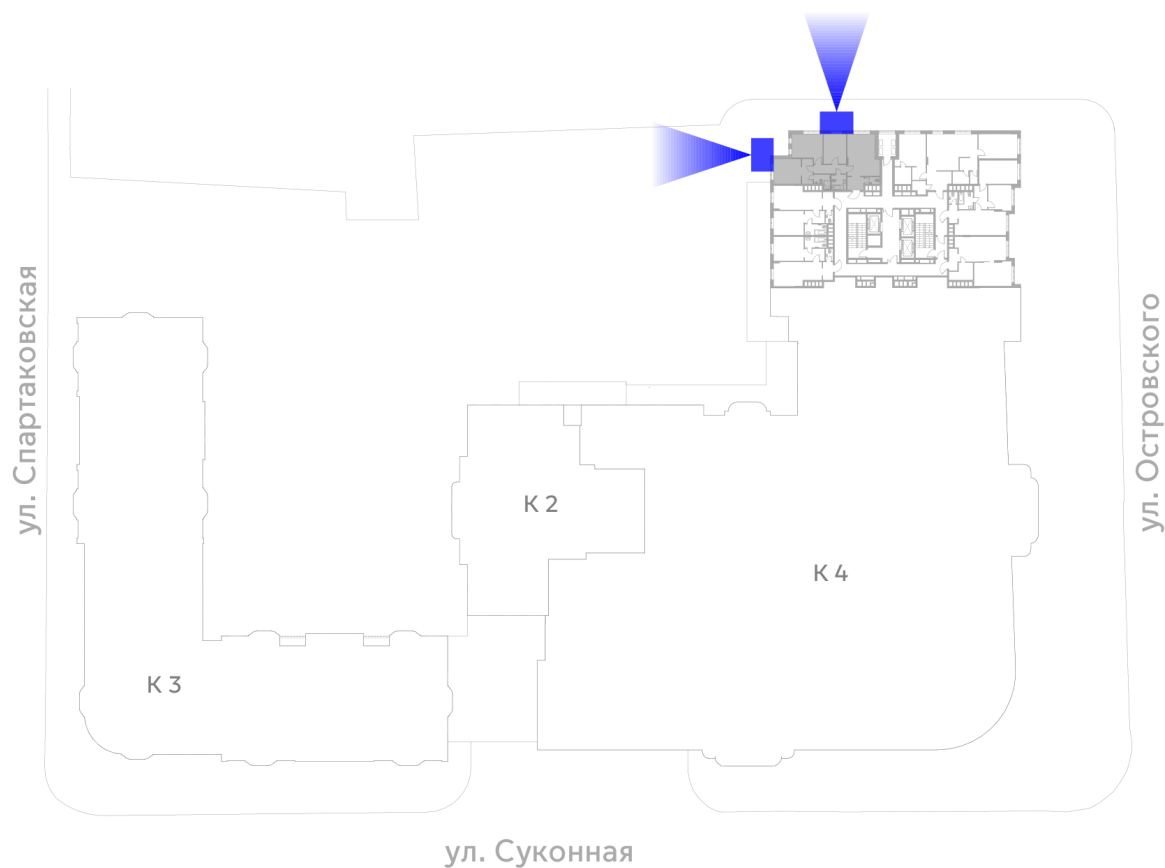 ул. Спартаковская
ул. Островского
К 2
К 4
К 3
ул. Суконная